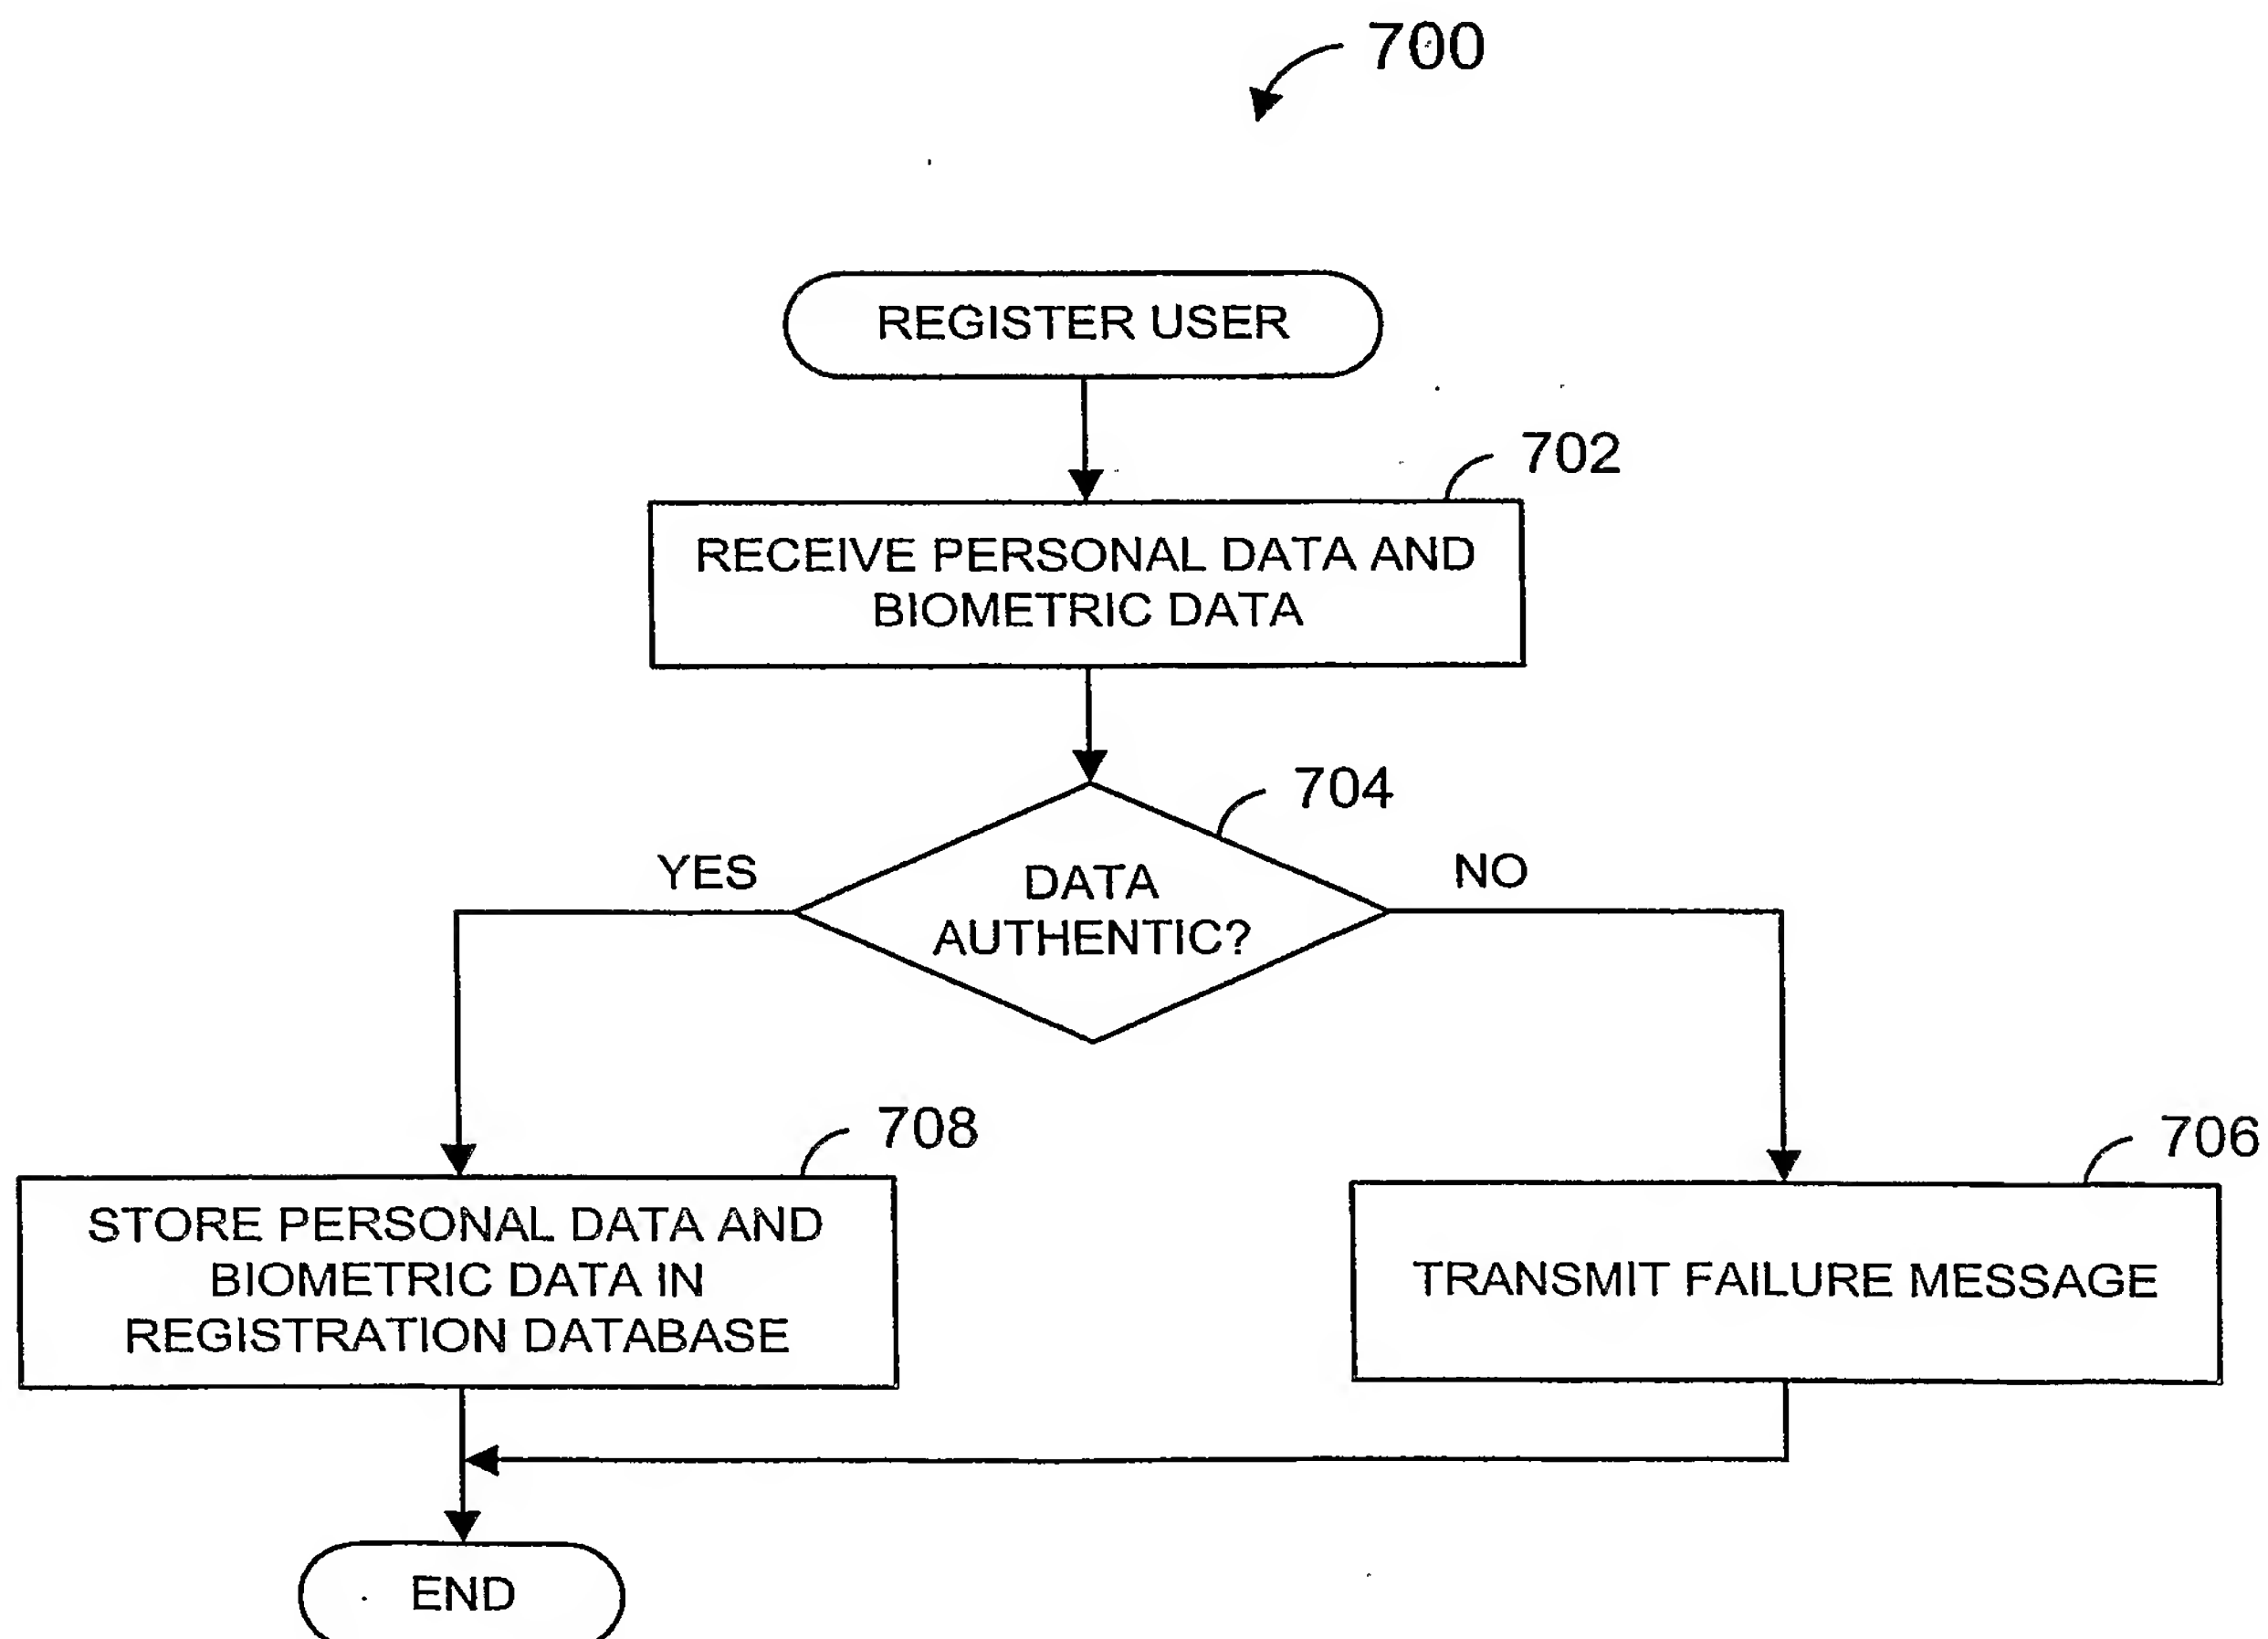 700
REGISTER USER
702
RECEIVE PERSONAL DATA AND
BIOMETRIC DATA
704
YES
DATA
AUTHENTIC?
NO
708
STORE PERSONAL DATA AND
BIOMETRIC DATA IN
REGISTRATION DATABASE
706
TRANSMIT FAILURE MESSAGE
END